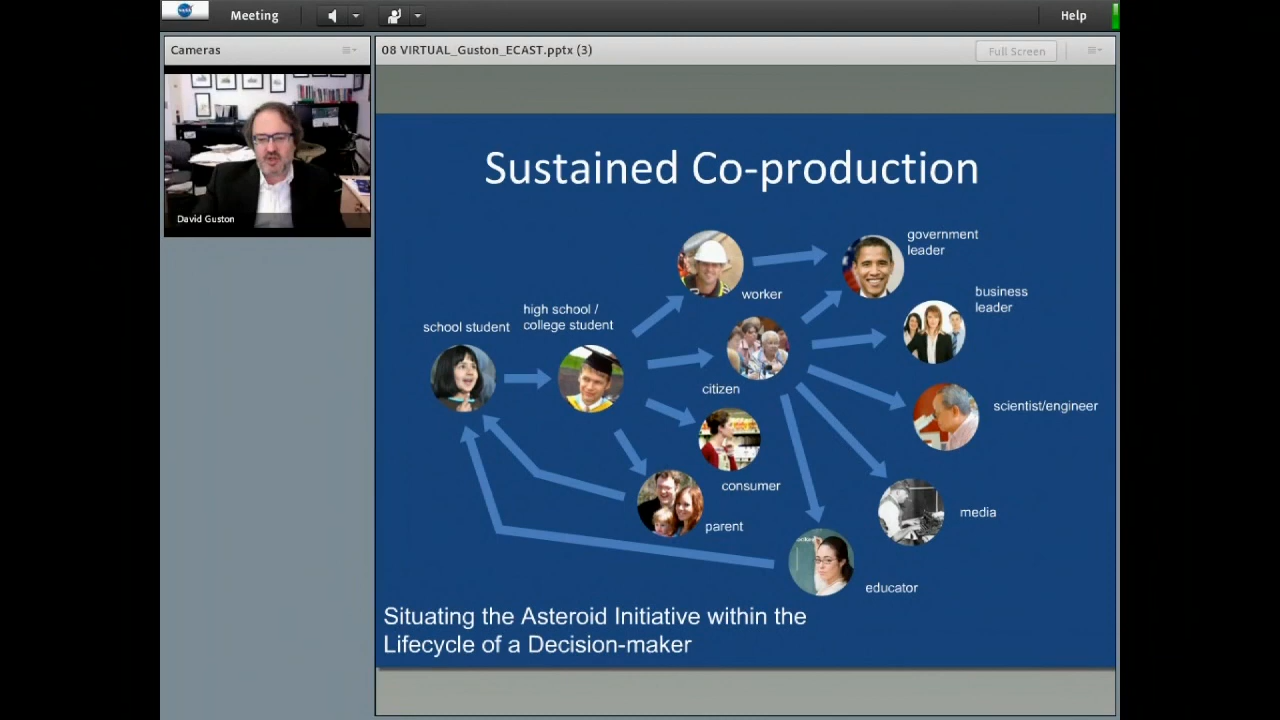 Meeting
Help
Cameras
08 VIRTUAL_Guston_ECAST.pptx (3)
Full Screen
David Guston
Sustained Co-production
government
leader
business
leader
worker
high school /
college student
school student
citizen
scientist/engineer
consumer
media
parent
educator
Situating the Asteroid Initiative within the
Lifecycle of a Decision-maker